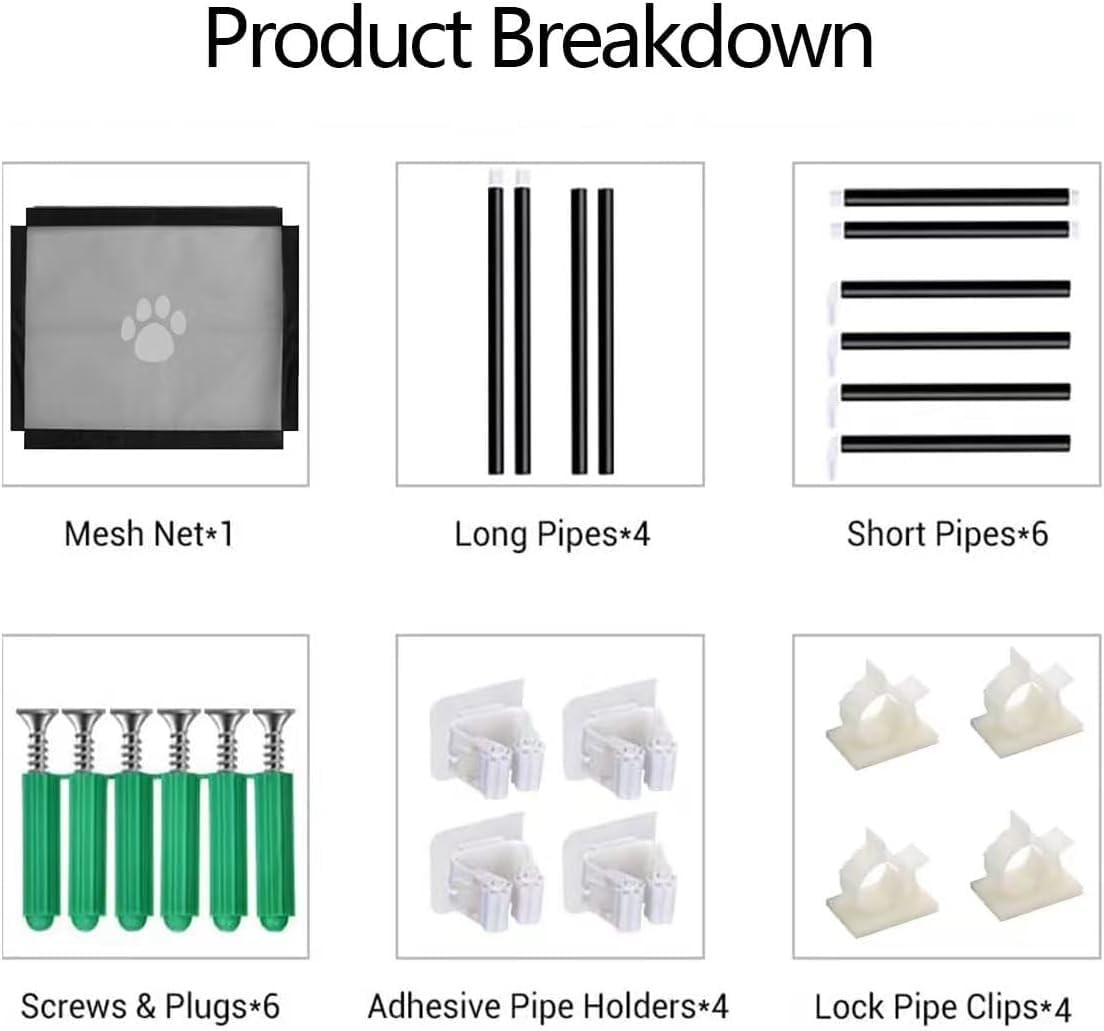 Product Breakdown
Mesh Net*1
Long Pipes*4
Short Pipes*6
Screws & Plugs*6
Adhesive Pipe Holders*4
Lock Pipe Clips*4